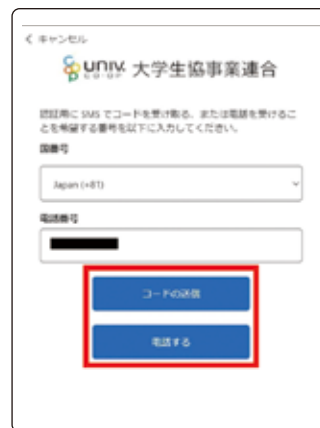 キャンセル
UNIV. CO-OP 大学生協事業連合
認証用に SMS でコードを受け取る、または電話を受けるこ
とを希望する番号を以下に入力してください。
国番号
Japan (+81)
電話番号
コードの送信
電話する